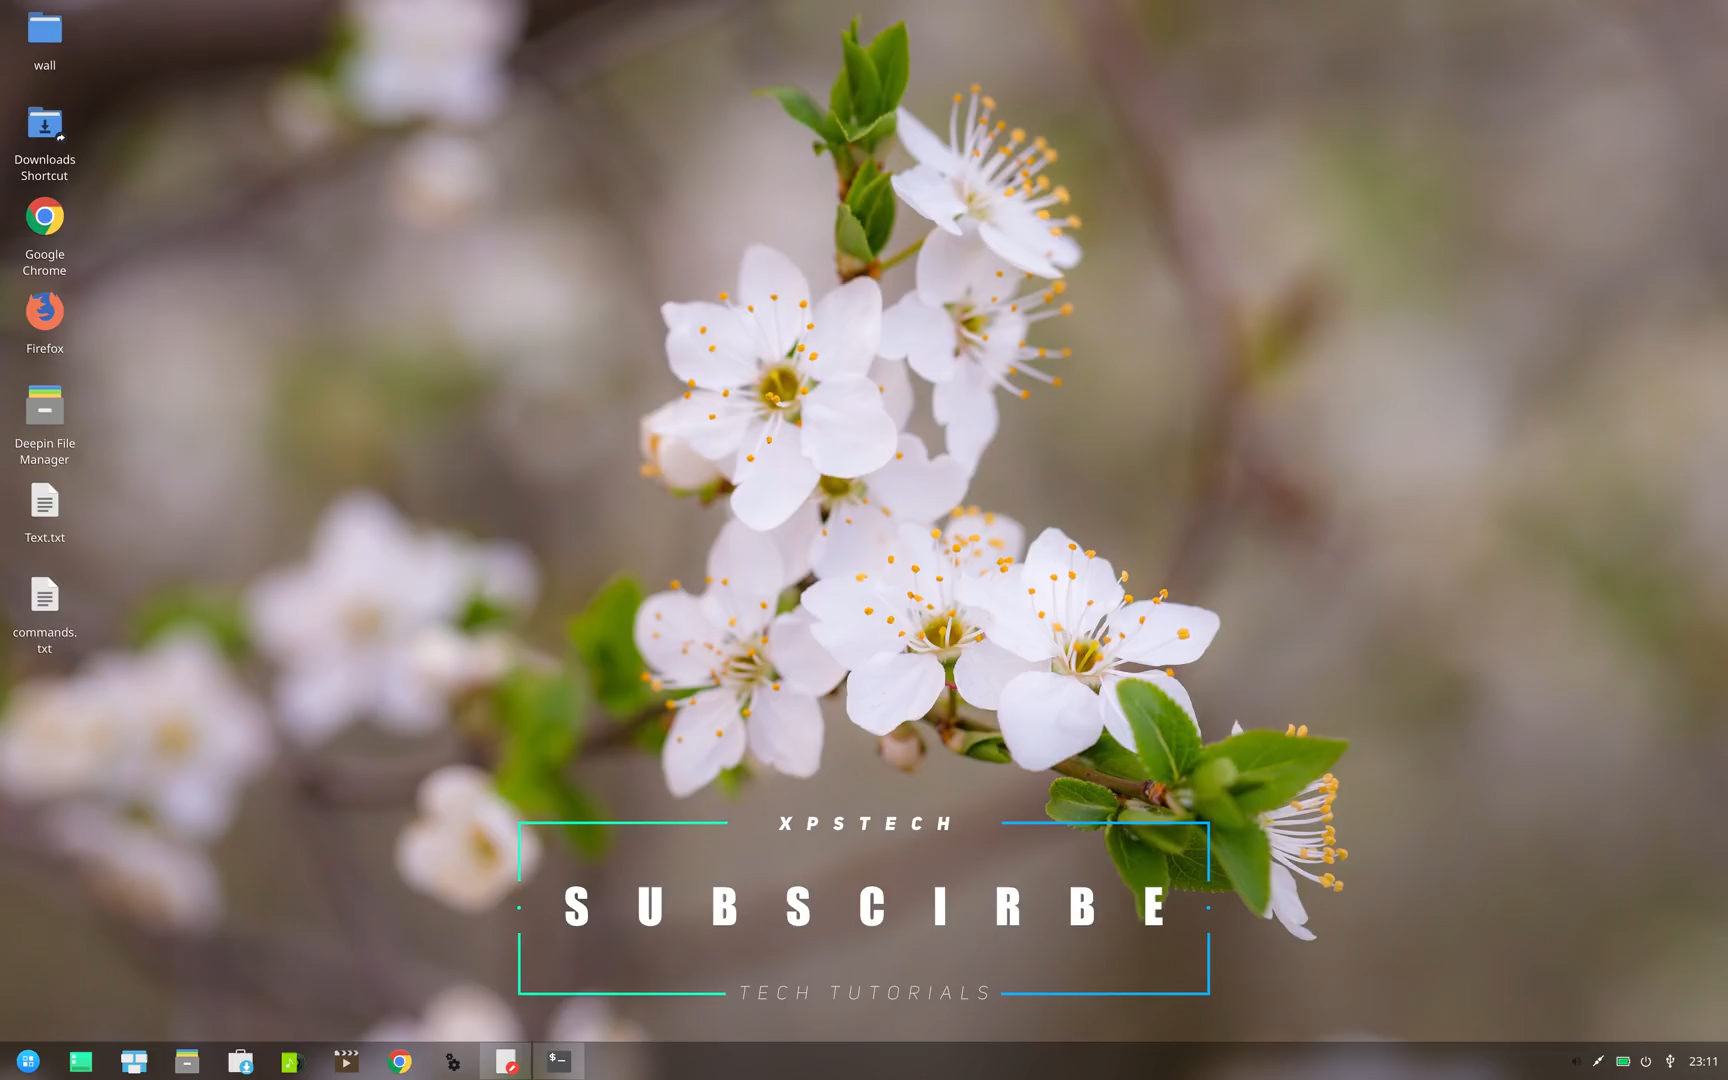 wall
Downloads
Shortcut
Google
Chrome
Firefox
Deepin File
Manager
Text.txt
commands.
txt
XPSTECH
SUBSCIRBE
TECH TUTORIALS
$_
23:11